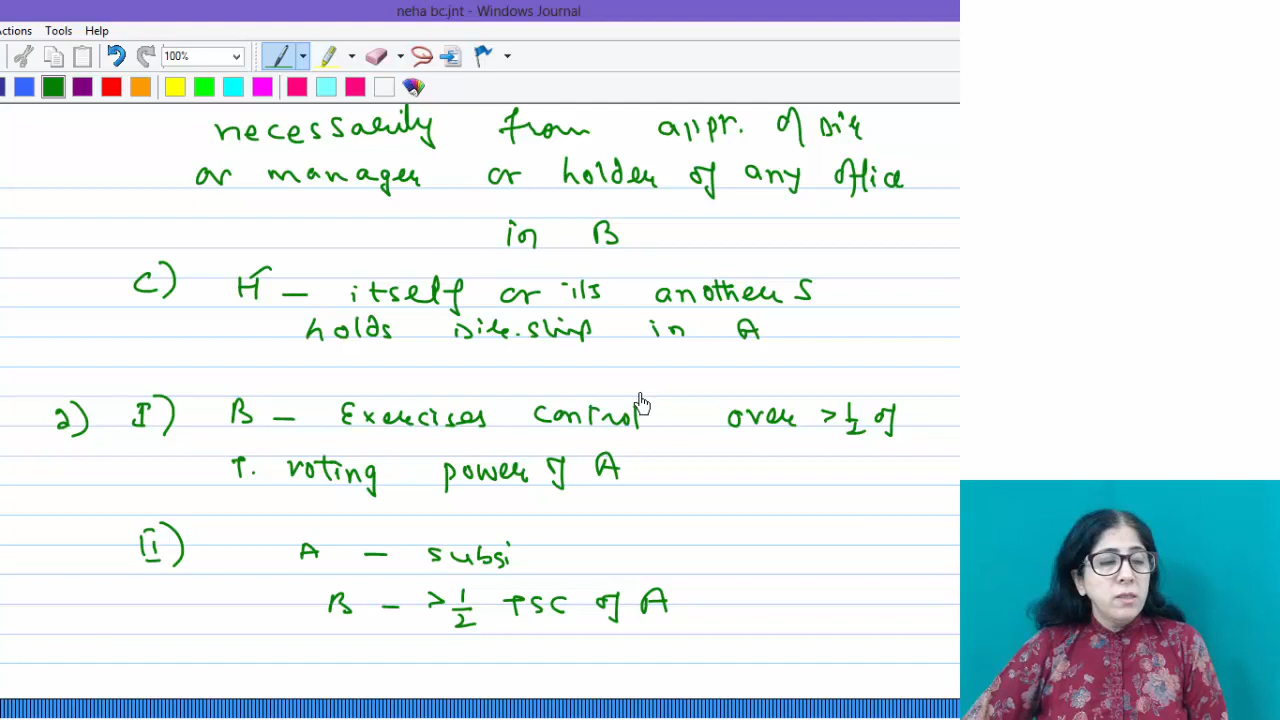 neha bc.jnt - Windows Journal
Actions Tools Help
100%
necessarily from appr. of Dir
or manager or holder of any office
in B
c) H - itself or its another S
holds Dir.ship in A
2) I) B - Exercises control over > 1/2 of
T. voting power of A
II) A - subsi
B - > 1/2 TSC of A